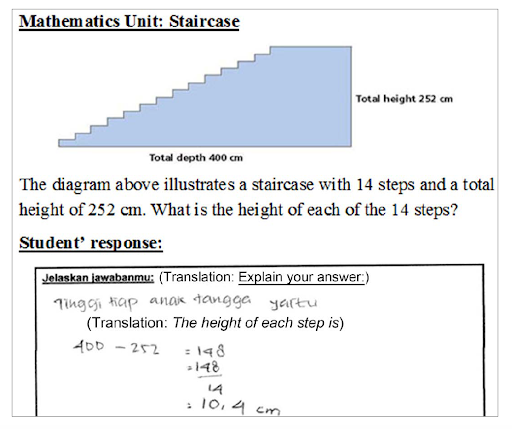 Mathematics Unit: Staircase
Total height 252 cm
Total depth 400 cm
The diagram above illustrates a staircase with 14 steps and a total
height of 252 cm. What is the height of each of the 14 steps?
Student' response:
Jelaskan jawabanmu: (Translation: Explain your answer:)
Tinggi tiap anak tangga yaitu
(Translation: The height of each step is)
400 - 252 = 148
= 148
14
= 10,4 cm